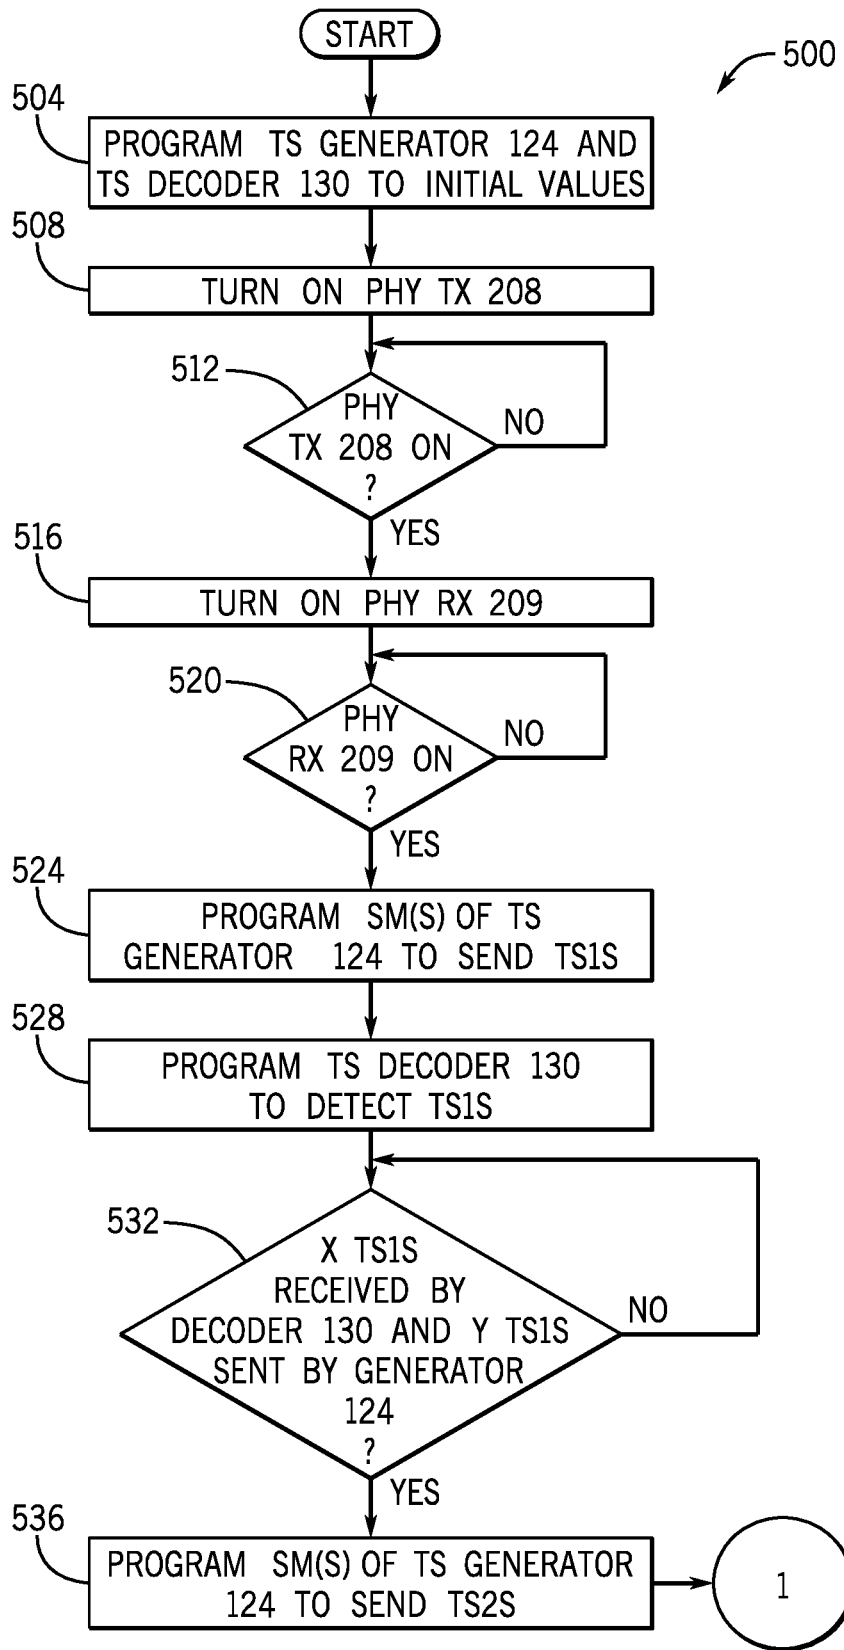 START
500
504
PROGRAM TS GENERATOR 124 AND
TS DECODER 130 TO INITIAL VALUES
508
TURN ON PHY TX 208
512
PHY
TX 208 ON
?
NO
YES
516
TURN ON PHY RX 209
520
PHY
RX 209 ON
?
NO
YES
524
PROGRAM SM(S) OF TS
GENERATOR 124 TO SEND TS1S
528
PROGRAM TS DECODER 130
TO DETECT TS1S
532
X TS1S
RECEIVED BY
DECODER 130 AND Y TS1S
SENT BY GENERATOR
124
?
NO
YES
536
PROGRAM SM(S) OF TS GENERATOR
124 TO SEND TS2S
1